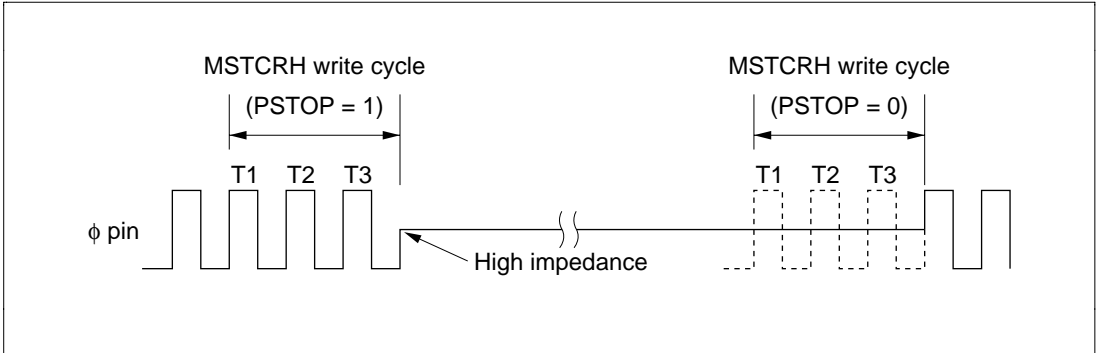 MSTCRH write cycle
(PSTOP = 1)
MSTCRH write cycle
(PSTOP = 0)
T1 T2 T3
T1 T2 T3
ϕ pin
High impedance